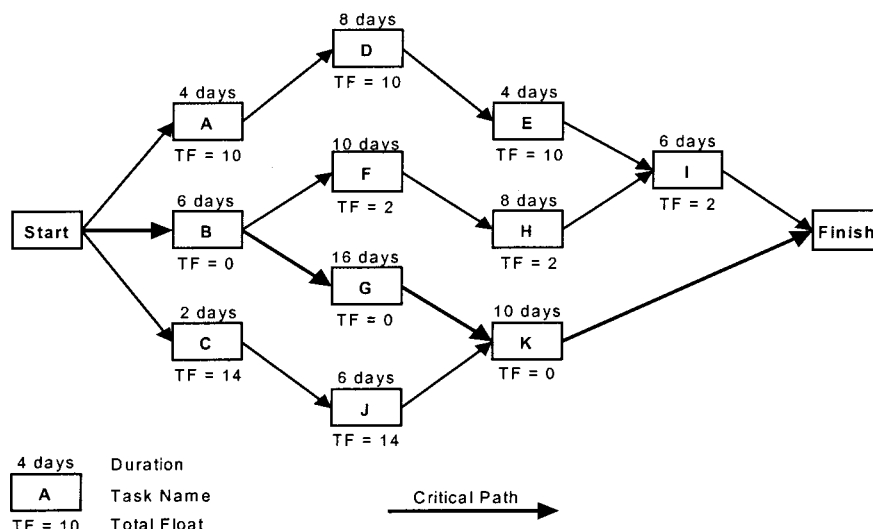 8 days
D
TF = 10
4 days
A
TF = 10
4 days
E
TF = 10
10 days
F
TF = 2
6 days
I
TF = 2
Start
6 days
B
TF = 0
8 days
H
TF = 2
Finish
16 days
G
TF = 0
2 days
C
TF = 14
10 days
K
TF = 0
6 days
J
TF = 14
4 days Duration
A Task Name
TF = 10 Total Float
Critical Path